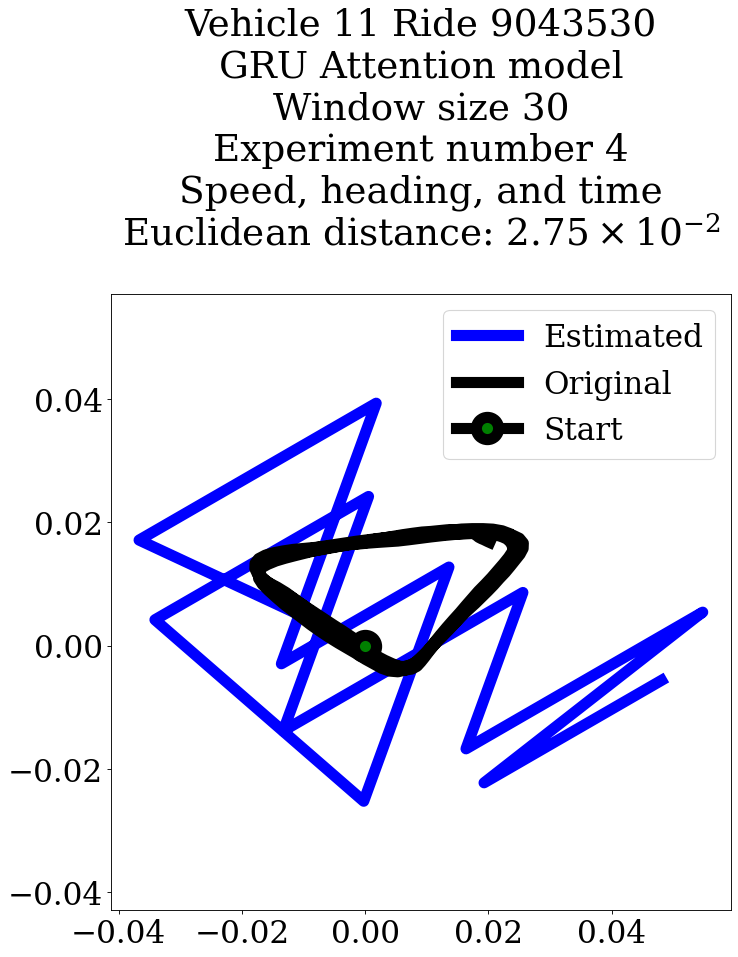 Vehicle 11 Ride 9043530
GRU Attention model
Window size 30
Experiment number 4
Speed, heading, and time
Euclidean distance: 2.75 × 10⁻²
Estimated
Original
Start
0.04
0.02
0.00
−0.02
−0.04
−0.04 −0.02 0.00 0.02 0.04